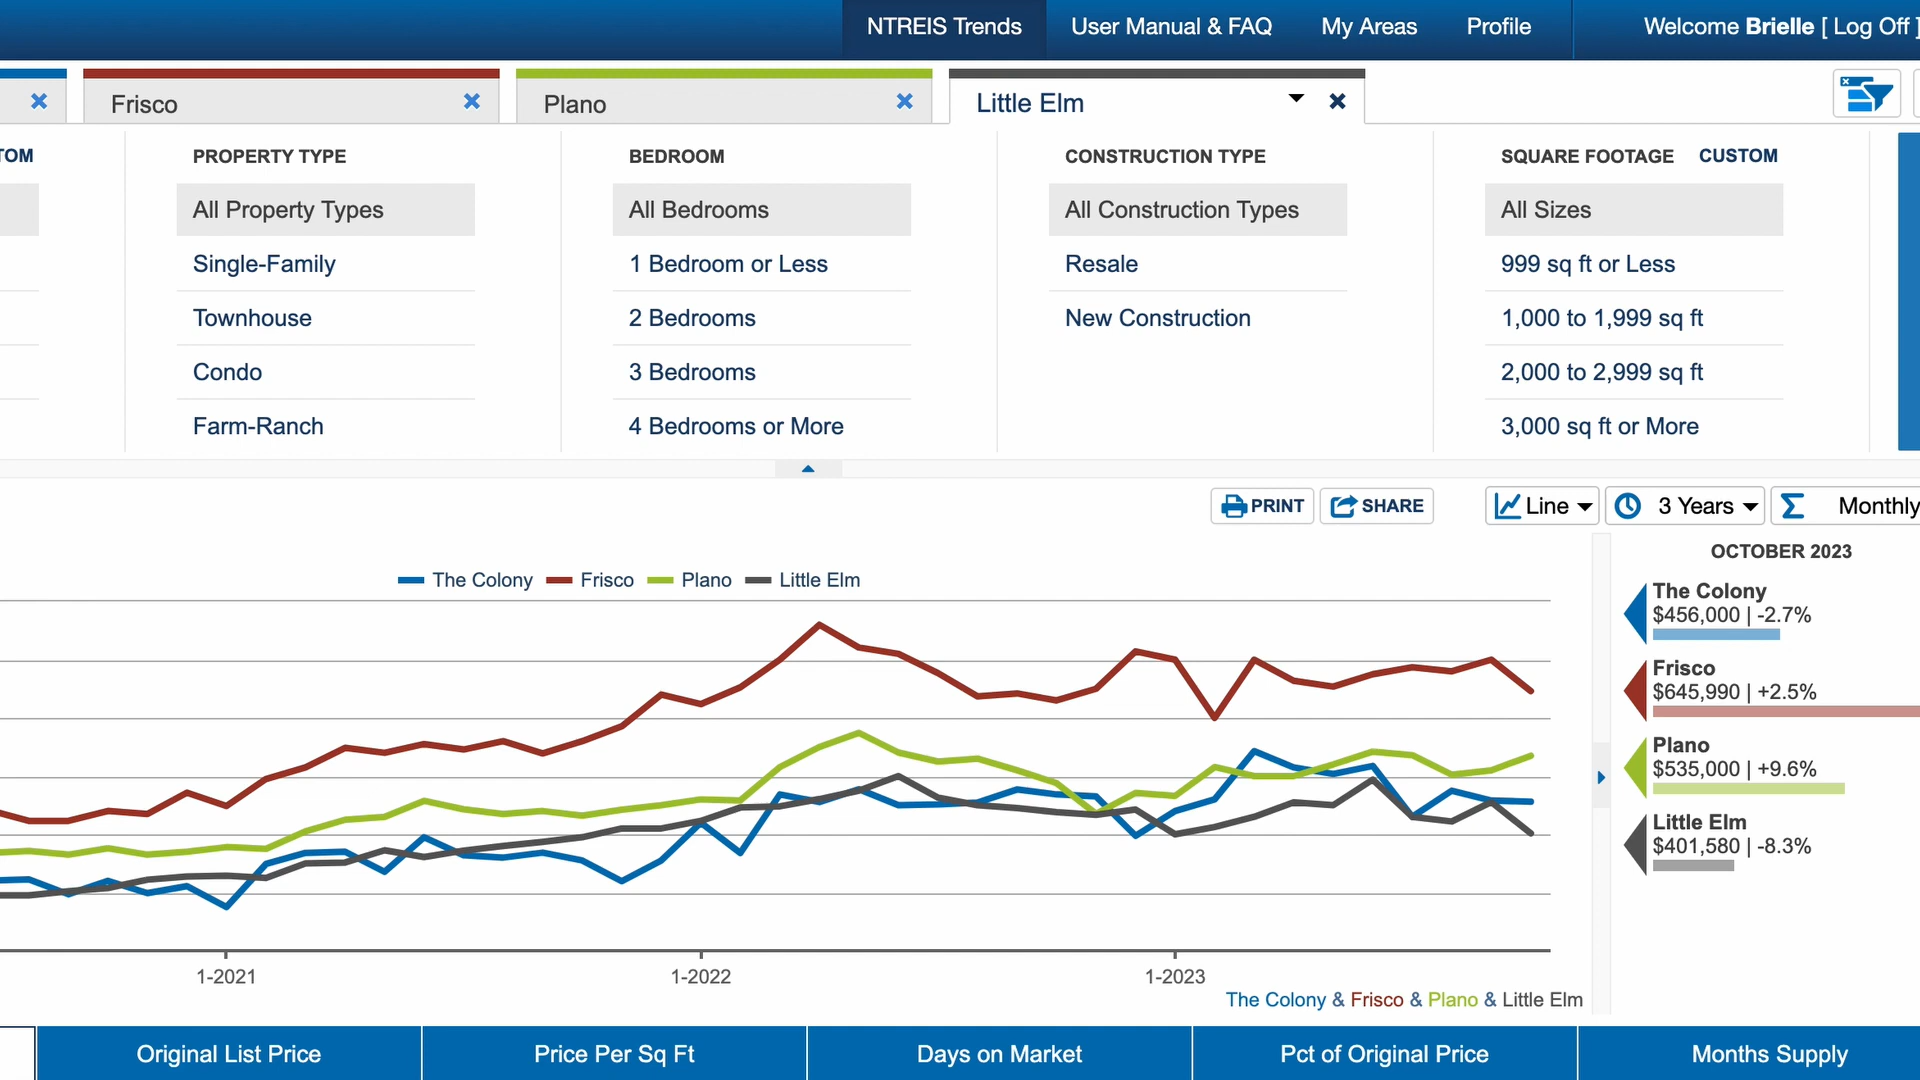 NTREIS Trends User Manual & FAQ My Areas Profile Welcome Brielle [ Log Off ]
Frisco Plano Little Elm
TOM PROPERTY TYPE BEDROOM CONSTRUCTION TYPE SQUARE FOOTAGE CUSTOM
All Property Types All Bedrooms All Construction Types All Sizes
Single-Family 1 Bedroom or Less Resale 999 sq ft or Less
Townhouse 2 Bedrooms New Construction 1,000 to 1,999 sq ft
Condo 3 Bedrooms 2,000 to 2,999 sq ft
Farm-Ranch 4 Bedrooms or More 3,000 sq ft or More
PRINT SHARE Line 3 Years Σ Monthly
OCTOBER 2023
The Colony Frisco Plano Little Elm
The Colony
$456,000 | -2.7%
Frisco
$645,990 | +2.5%
Plano
$535,000 | +9.6%
Little Elm
$401,580 | -8.3%
1-2021 1-2022 1-2023
The Colony & Frisco & Plano & Little Elm
Original List Price Price Per Sq Ft Days on Market Pct of Original Price Months Supply